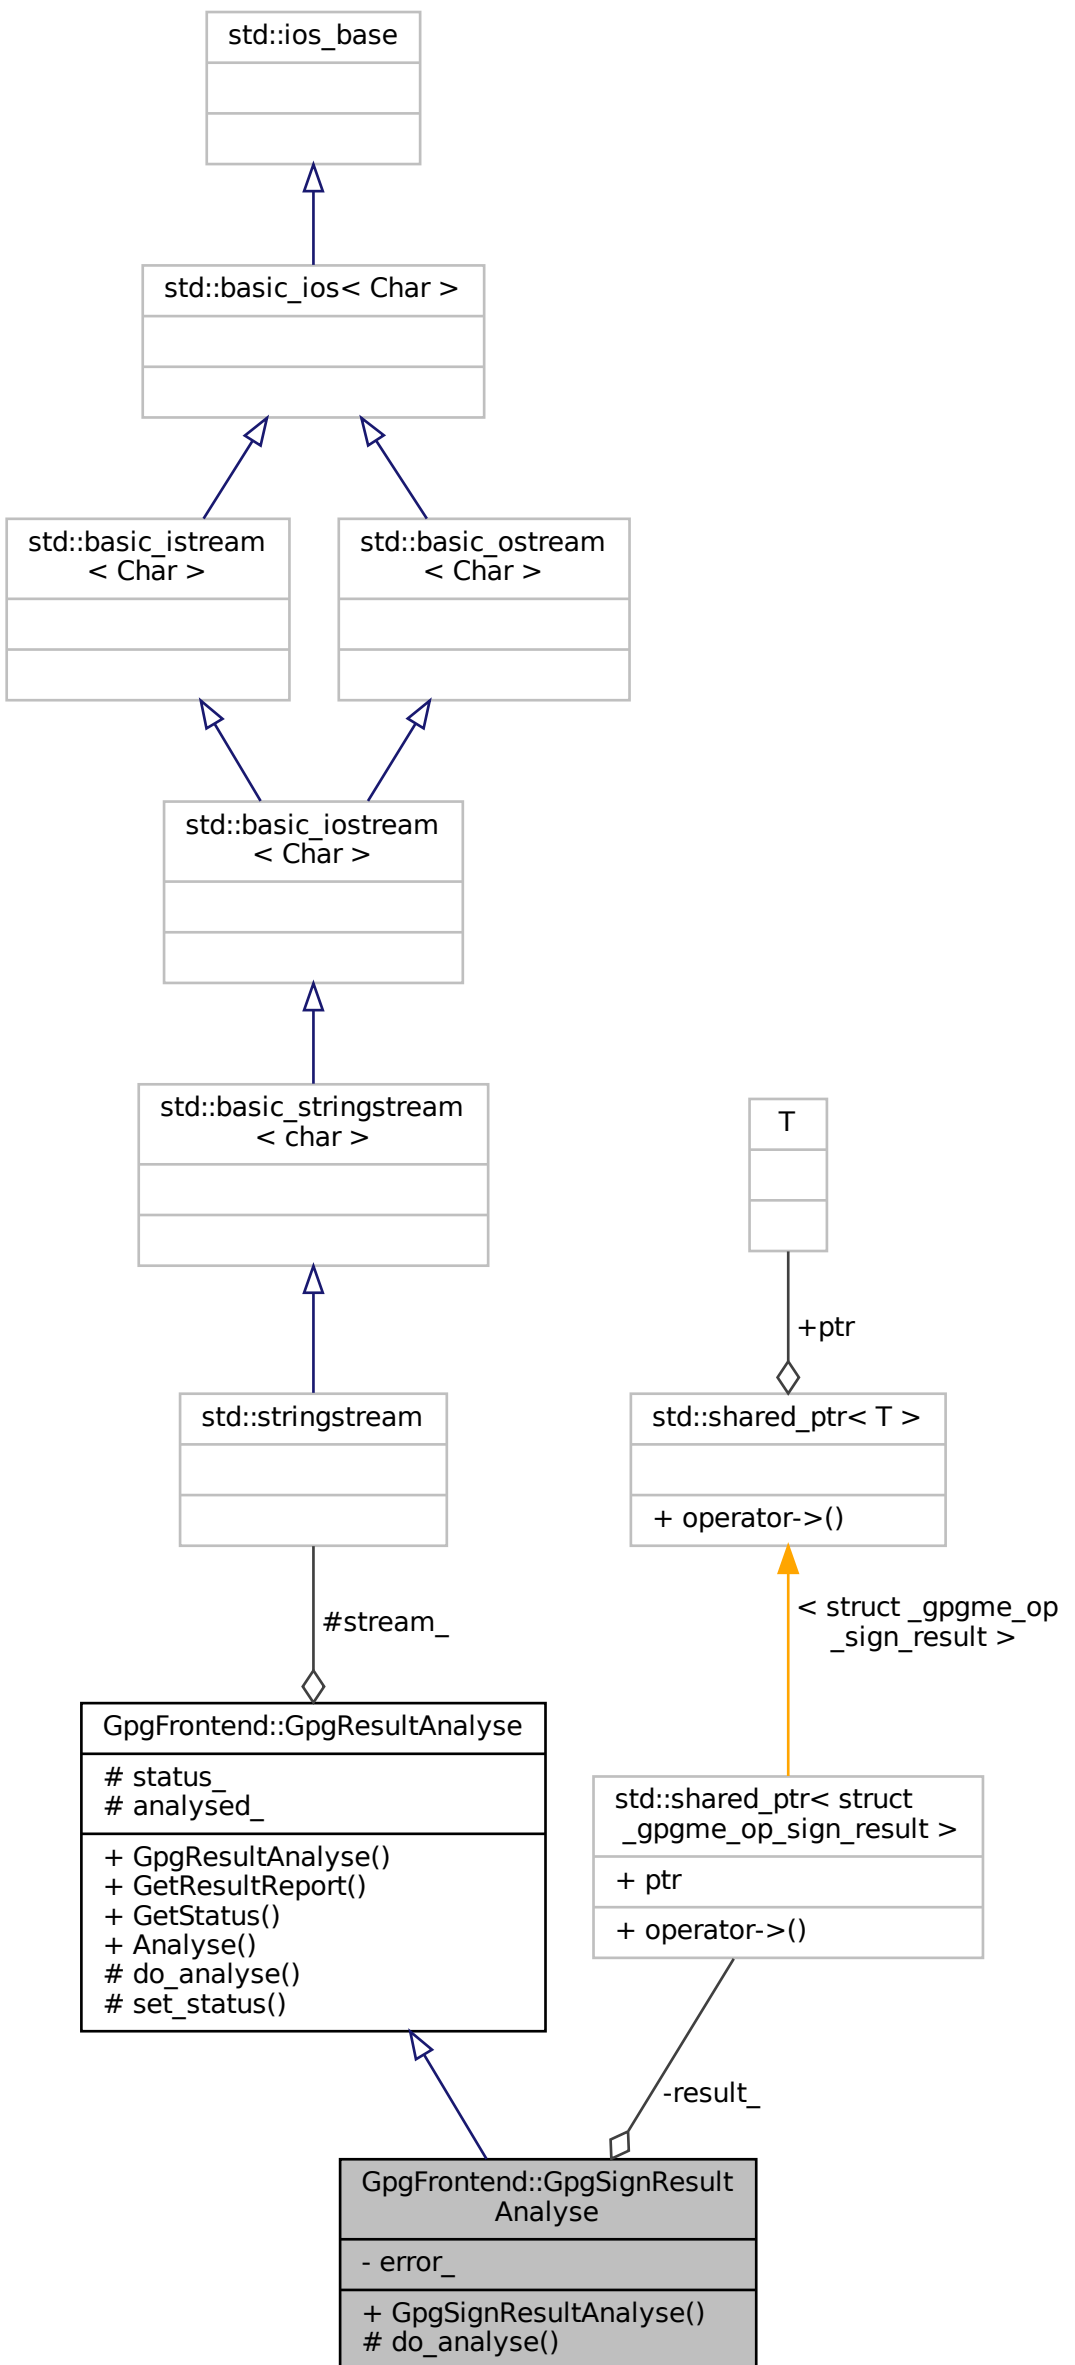 std::ios_base
std::basic_ios< Char >
std::basic_istream
< Char >
std::basic_ostream
< Char >
std::basic_iostream
< Char >
std::basic_stringstream
< char >
T
+ptr
std::stringstream
std::shared_ptr< T >
+ operator->()
#stream_
< struct _gpgme_op
_sign_result >
GpgFrontend::GpgResultAnalyse
# status_
# analysed_
+ GpgResultAnalyse()
+ GetResultReport()
+ GetStatus()
+ Analyse()
# do_analyse()
# set_status()
std::shared_ptr< struct
_gpgme_op_sign_result >
+ ptr
+ operator->()
-result_
GpgFrontend::GpgSignResult
Analyse
- error_
+ GpgSignResultAnalyse()
# do_analyse()